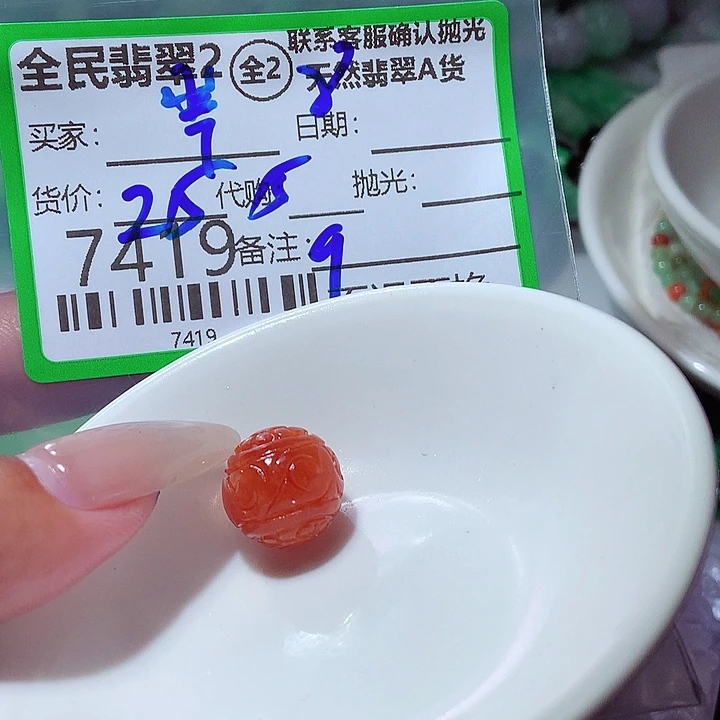 全民翡翠2 全2 联系客服确认抛光
天然翡翠A货
买家: 日期:
货价: 25 代购 抛光:
7419 备注: 9
7419